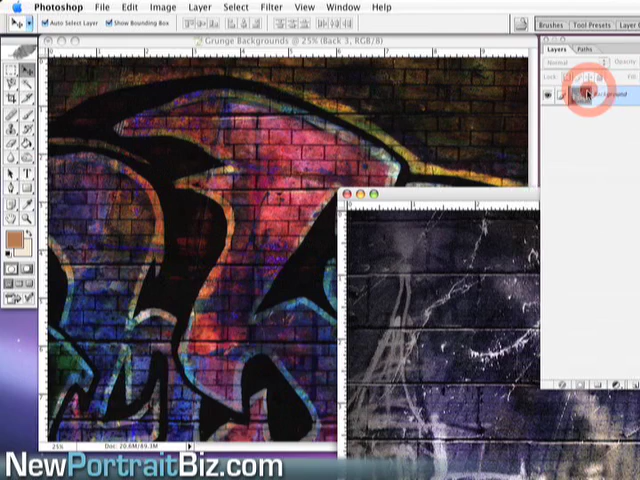 Photoshop File Edit Image Layer Select Filter View Window Help
Auto Select Layer Show Bounding Box
Brushes Tool Presets Layer
Grunge Backgrounds @ 25% (Back 3, RGB/8)
Layers Paths
Normal Opacity
Lock: Fill
Background
25% Doc: 20.6M/89.3M
NewPortraitBiz.com